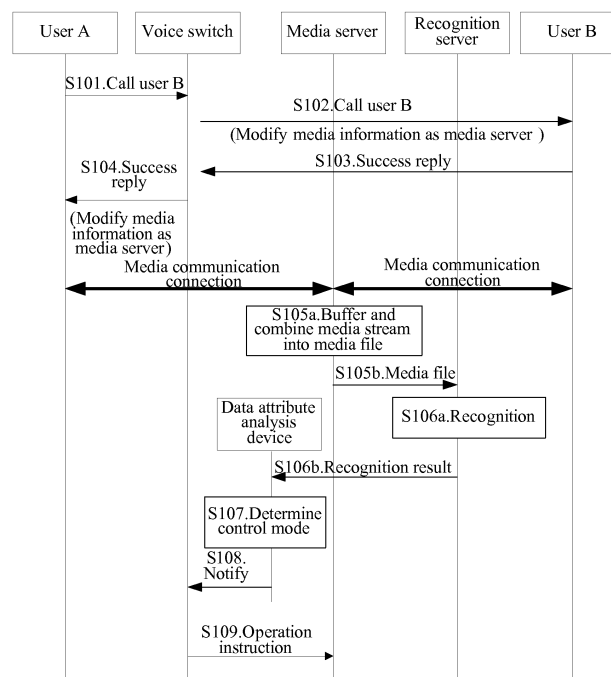 User A
Voice switch
Media server
Recognition
server
User B
S101.Call user B
S102.Call user B
(Modify media information as media server )
S103.Success reply
S104.Success
reply
(Modify media
information as
media server)
Media communication
connection
Media communication
connection
S105a.Buffer and
combine media stream
into media file
S105b.Media file
Data attribute
analysis
device
S106a.Recognition
S106b.Recognition result
S107.Determine
control mode
S108.
Notify
S109.Operation
instruction